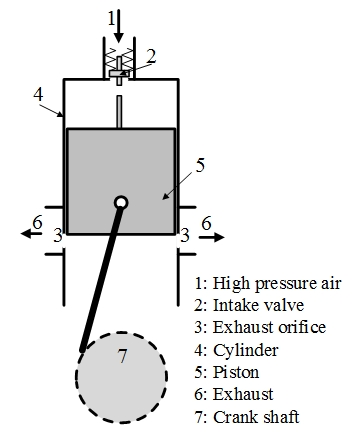 1
2
4
5
6
6
3
3
7
1: High pressure air
2: Intake valve
3: Exhaust orifice
4: Cylinder
5: Piston
6: Exhaust
7: Crank shaft